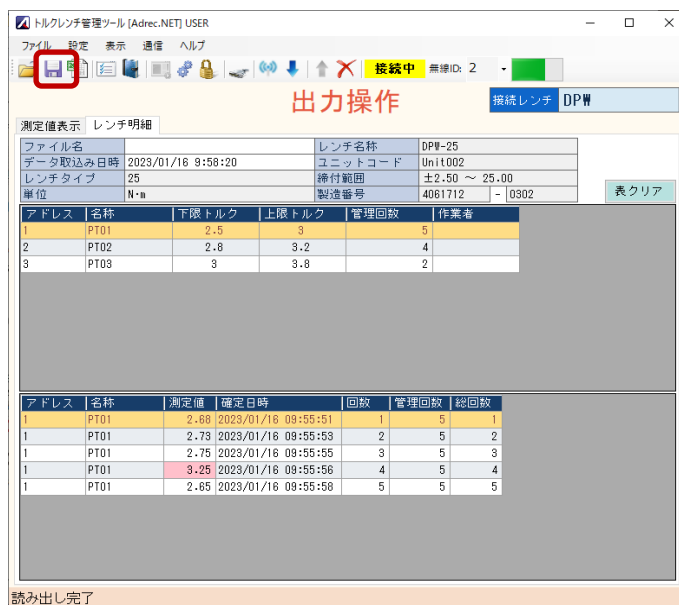 トルクレンチ管理ツール [Adrec.NET] USER
ファイル 設定 表示 通信 ヘルプ
接続中 無線ID: 2
出力操作
接続レンチ DPW
測定値表示 レンチ明細
ファイル名 レンチ名称 DPW-25
データ取込み日時 2023/01/16 9:58:20 ユニットコード Unit002
レンチタイプ 25 締付範囲 ±2.50 ～ 25.00
単位 N・m 製造番号 4061712 - 0302 表クリア
アドレス 名称 下限トルク 上限トルク 管理回数 作業者
1 PT01 2.5 3 5
2 PT02 2.8 3.2 4
3 PT03 3 3.8 2
アドレス 名称 測定値 確定日時 回数 管理回数 総回数
1 PT01 2.68 2023/01/16 09:55:51 1 5 1
1 PT01 2.73 2023/01/16 09:55:53 2 5 2
1 PT01 2.75 2023/01/16 09:55:55 3 5 3
1 PT01 3.25 2023/01/16 09:55:56 4 5 4
1 PT01 2.65 2023/01/16 09:55:58 5 5 5
読み出し完了